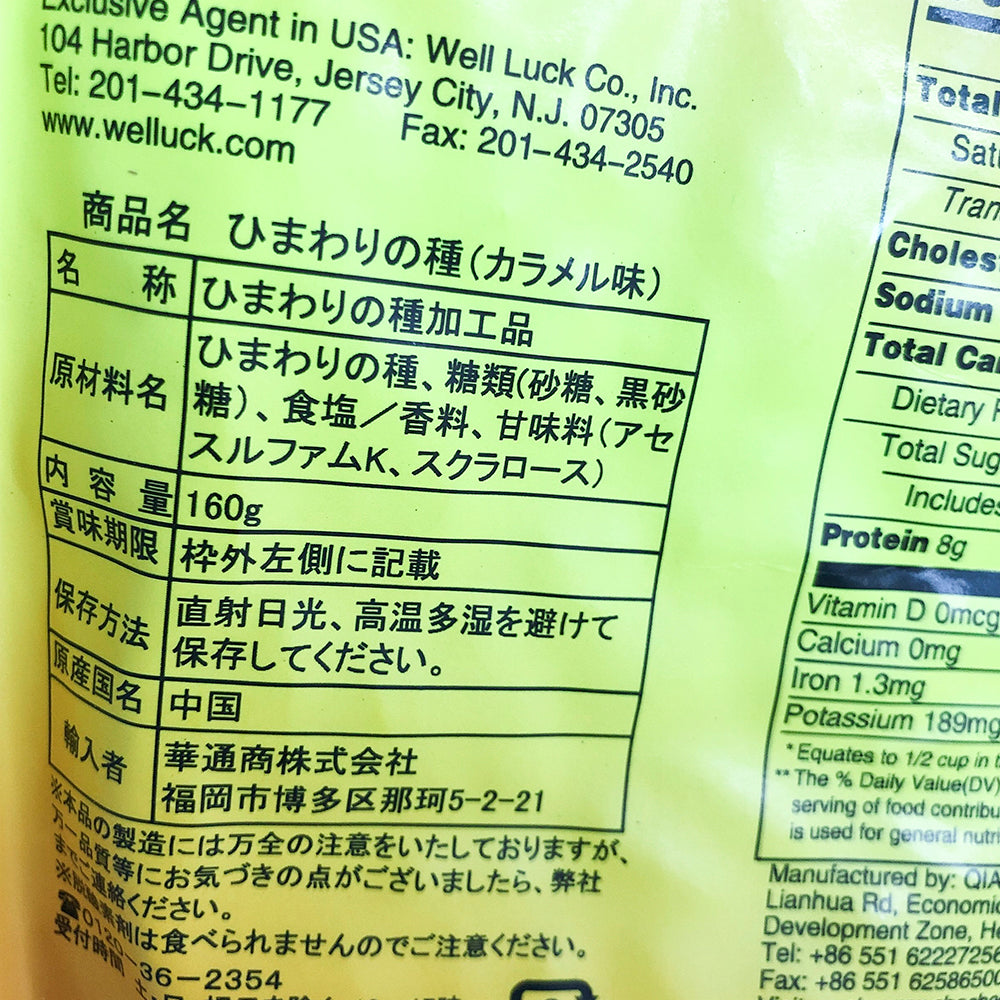 Exclusive Agent in USA: Well Luck Co., Inc.
104 Harbor Drive, Jersey City, N.J. 07305
Tel: 201-434-1177 Fax: 201-434-2540
www.welluck.com
商品名 ひまわりの種(カラメル味)
名称 ひまわりの種加工品
原材料名 ひまわりの種、糖類(砂糖、黒砂
糖)、食塩／香料、甘味料(アセ
スルファムK、スクラロース)
内容量 160g
賞味期限 枠外左側に記載
保存方法 直射日光、高温多湿を避けて
保存してください。
原産国名 中国
輸入者 華通商株式会社
福岡市博多区那珂5-2-21
※本品の製造には万全の注意をいたしておりますが、
万一品質等にお気づきの点がございましたら、弊社
までご連絡ください。
※脱酸素剤は食べられませんのでご注意ください。
☎0120-36-2354
受付時間
Total
Trans
Sodium
Dietary
Total
Includes
Protein 8g
Vitamin D 0mcg
Calcium 0mg
Iron 1.3mg
Potassium 189mg
* Equates to 1/2 cup in
** The % Daily Value(DV)
serving of food
is used for general
Manufactured by:
Lianhua Rd, Economic
Development Zone,
Tel: +86 551 6222725
Fax: +86 551 6258650